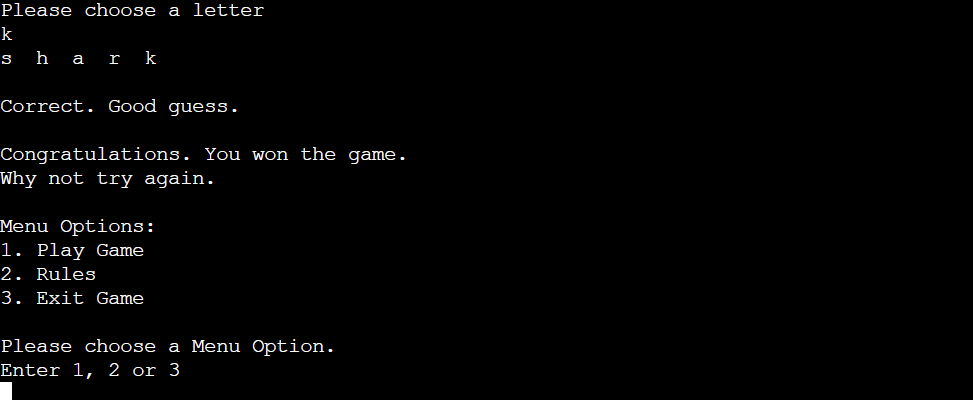 Please choose a letter
k
s  h  a  r  k
Correct. Good guess.
Congratulations. You won the game.
Why not try again.
Menu Options:
1. Play Game
2. Rules
3. Exit Game
Please choose a Menu Option.
Enter 1, 2 or 3